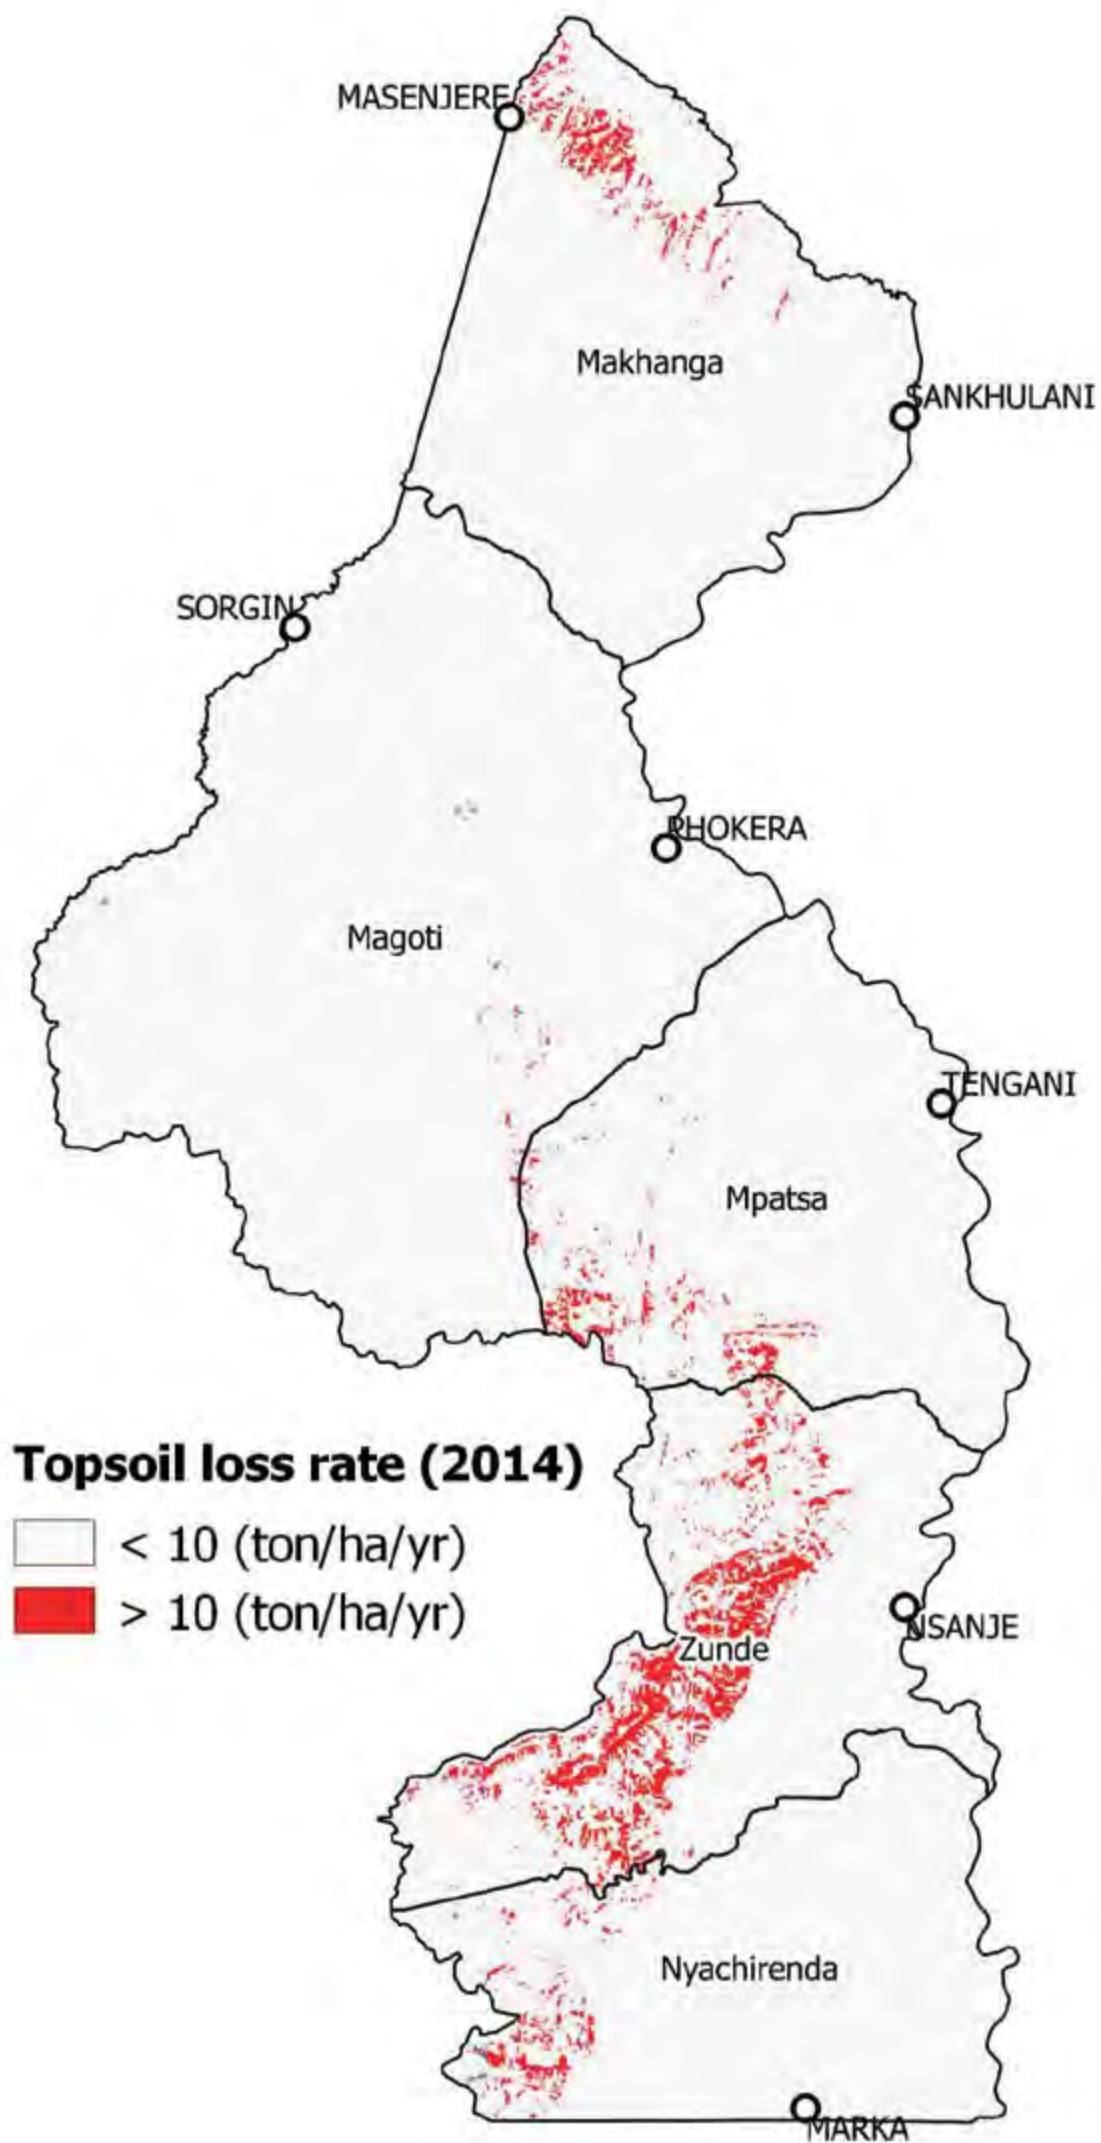 MASENJERE
Makhanga
SANKHULANI
SORGIN
PHOKERA
Magoti
TENGANI
Mpatsa
Topsoil loss rate (2014)
< 10 (ton/ha/yr)
> 10 (ton/ha/yr)
NSANJE
Zunde
Nyachirenda
MARKA